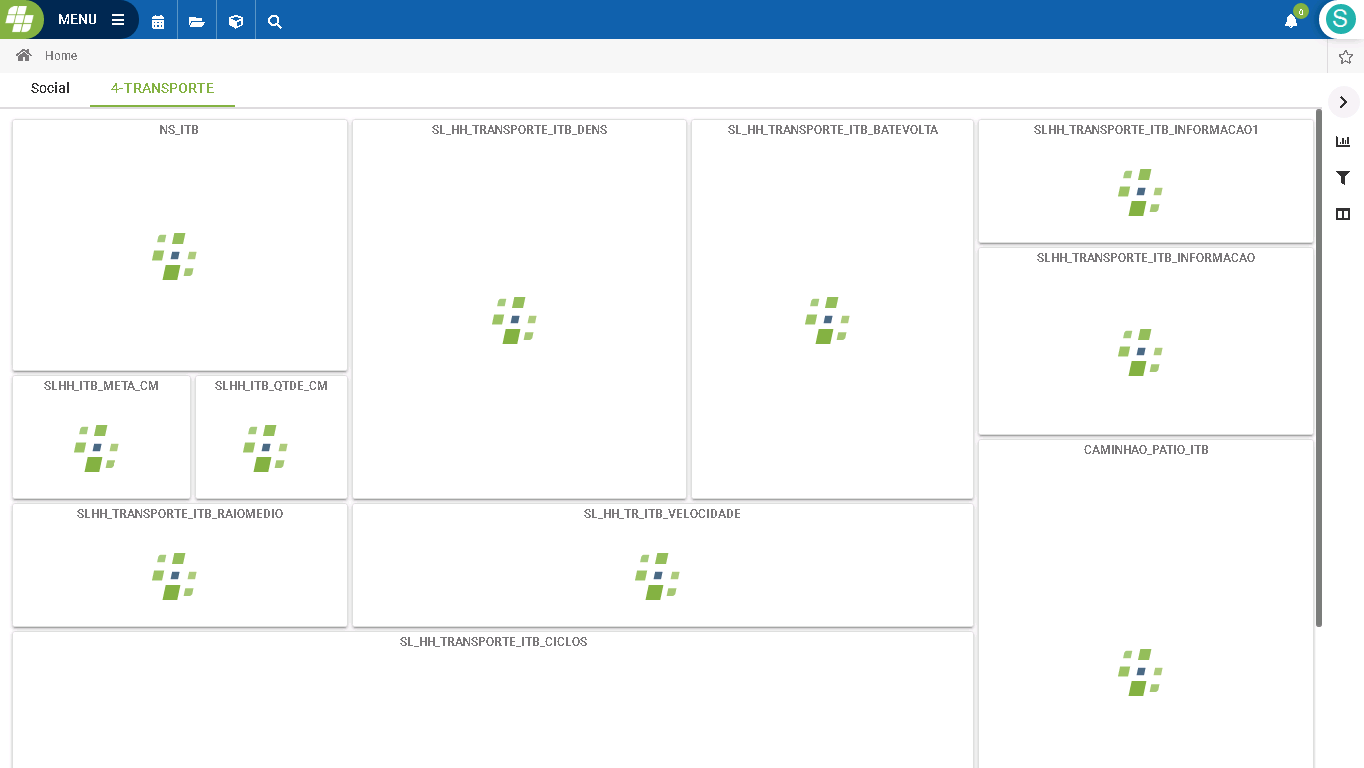 MENU
0
S
Home
Social
4-TRANSPORTE
NS_ITB
SL_HH_TRANSPORTE_ITB_DENS
SL_HH_TRANSPORTE_ITB_BATEVOLTA
SLHH_TRANSPORTE_ITB_INFORMACAO1
SLHH_TRANSPORTE_ITB_INFORMACAO
SLHH_ITB_META_CM
SLHH_ITB_QTDE_CM
CAMINHAO_PATIO_ITB
SLHH_TRANSPORTE_ITB_RAIOMEDIO
SL_HH_TR_ITB_VELOCIDADE
SL_HH_TRANSPORTE_ITB_CICLOS